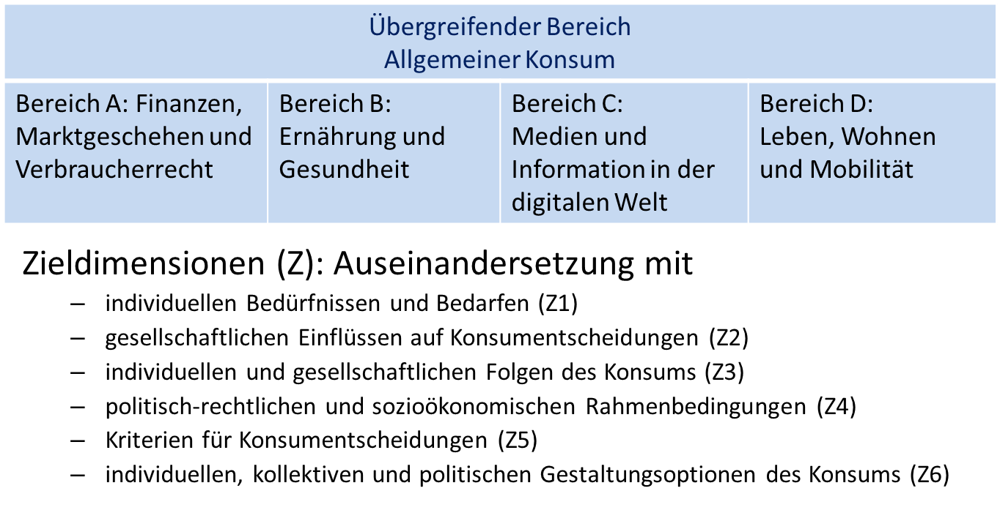 Übergreifender Bereich
Allgemeiner Konsum
Bereich A: Finanzen,
Marktgeschehen und
Verbraucherrecht
Bereich B:
Ernährung und
Gesundheit
Bereich C:
Medien und
Information in der
digitalen Welt
Bereich D:
Leben, Wohnen
und Mobilität
Zieldimensionen (Z): Auseinandersetzung mit
– individuellen Bedürfnissen und Bedarfen (Z1)
– gesellschaftlichen Einflüssen auf Konsumentscheidungen (Z2)
– individuellen und gesellschaftlichen Folgen des Konsums (Z3)
– politisch-rechtlichen und sozioökonomischen Rahmenbedingungen (Z4)
– Kriterien für Konsumentscheidungen (Z5)
– individuellen, kollektiven und politischen Gestaltungsoptionen des Konsums (Z6)